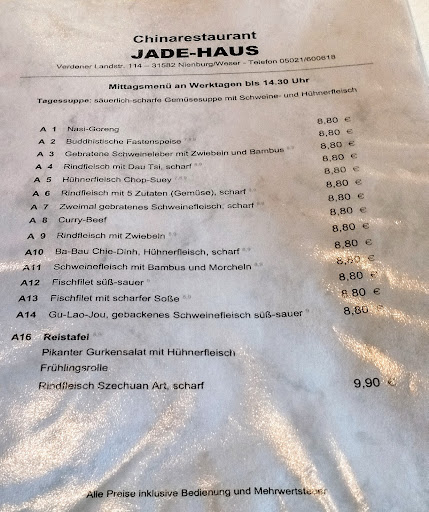 Chinarestaurant
JADE-HAUS
Verdener Landstr. 114 – 31582 Nienburg/Weser - Telefon 05021/600818
Mittagsmenü an Werktagen bis 14.30 Uhr
Tagessuppe: säuerlich-scharfe Gemüsesuppe mit Schweine- und Hühnerfleisch
A 1 Nasi-Goreng 8,80 €
A 2 Buddhistische Fastenspeise 8,80 €
A 3 Gebratene Schweineleber mit Zwiebeln und Bambus 8,80 €
A 4 Rindfleisch mit Dau Tsi, scharf 8,80 €
A 5 Hühnerfleisch Chop-Suey 8,80 €
A 6 Rindfleisch mit 5 Zutaten (Gemüse), scharf 8,80 €
A 7 Zweimal gebratenes Schweinefleisch, scharf 8,80 €
A 8 Curry-Beef 8,80 €
A 9 Rindfleisch mit Zwiebeln 8,80 €
A10 Ba-Bau Chie-Dinh, Hühnerfleisch, scharf 8,80 €
A11 Schweinefleisch mit Bambus und Morcheln 8,80 €
A12 Fischfilet süß-sauer 8,80 €
A13 Fischfilet mit scharfer Soße 8,80 €
A14 Gu-Lao-Jou, gebackenes Schweinefleisch süß-sauer 8,80 €
A16 Reistafel
Pikanter Gurkensalat mit Hühnerfleisch
Frühlingsrolle
Rindfleisch Szechuan Art, scharf 9,90 €
Alle Preise inklusive Bedienung und Mehrwertsteuer